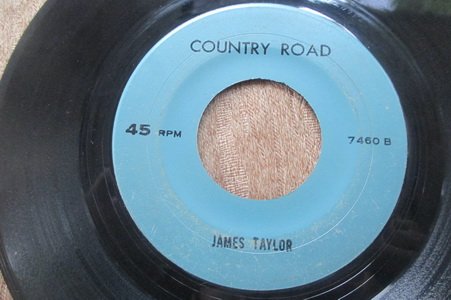 COUNTRY ROAD
45 RPM
7460 B
JAMES TAYLOR